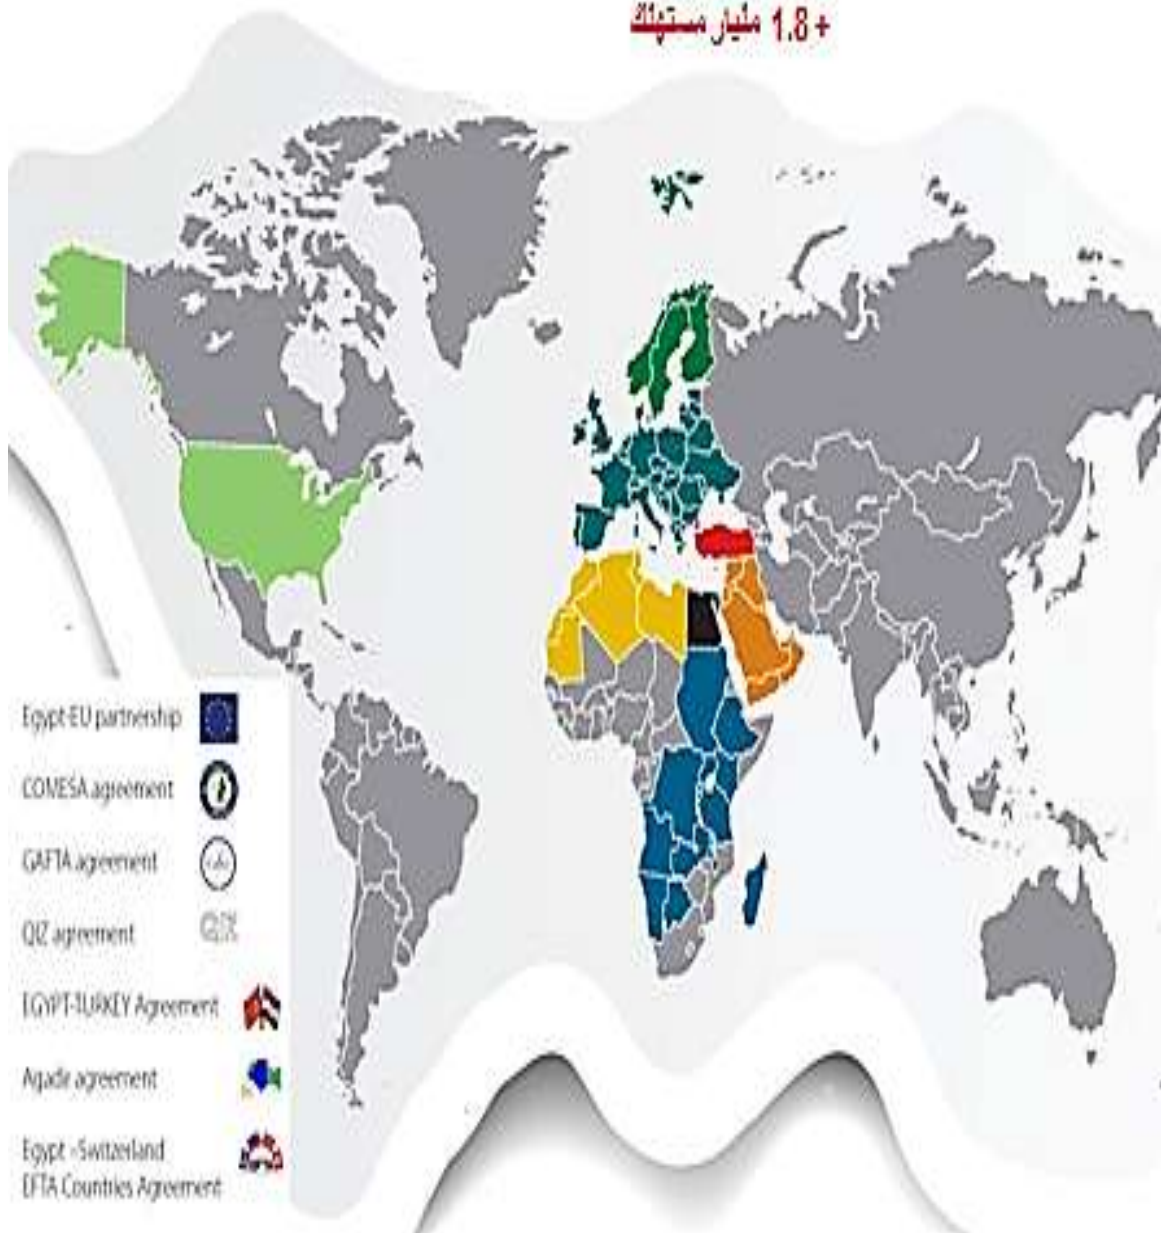 + 1.8 مليار مستهلك
Egypt-EU partnership
COMESA agreement
GAFTA agreement
QIZ agreement
EGYPT-TURKEY Agreement
Agadir agreement
Egypt -Switzerland
EFTA Countries Agreement